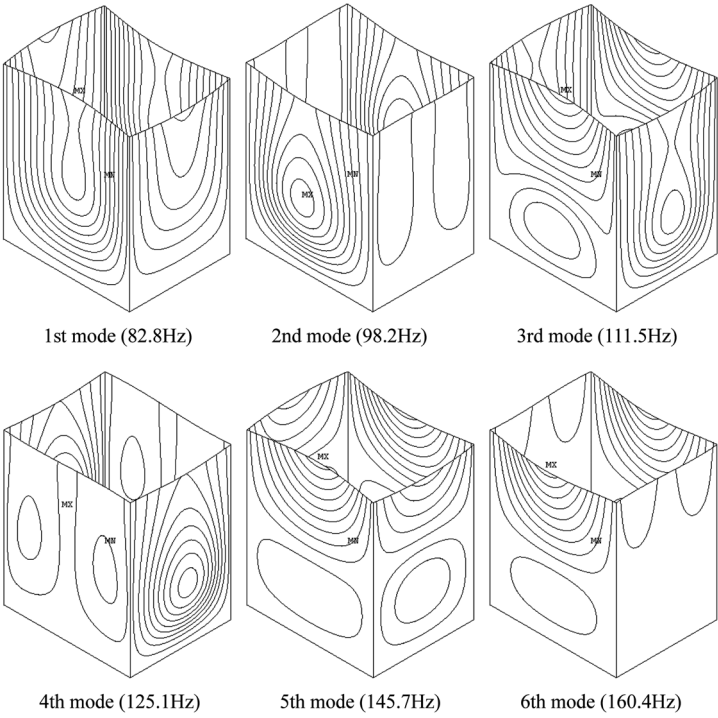 MX
MN
MX
MN
MX
MN
1st mode (82.8Hz)
2nd mode (98.2Hz)
3rd mode (111.5Hz)
MX
MN
MX
MN
MX
MN
4th mode (125.1Hz)
5th mode (145.7Hz)
6th mode (160.4Hz)